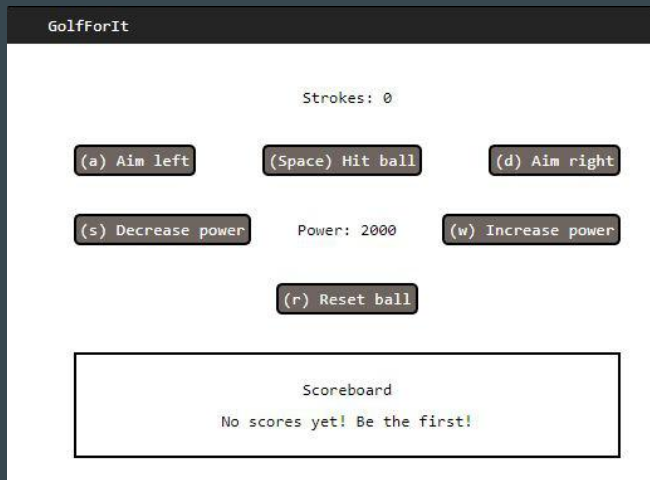 GolfForIt
Strokes: 0
(a) Aim left (Space) Hit ball (d) Aim right
(s) Decrease power Power: 2000 (w) Increase power
(r) Reset ball
Scoreboard
No scores yet! Be the first!